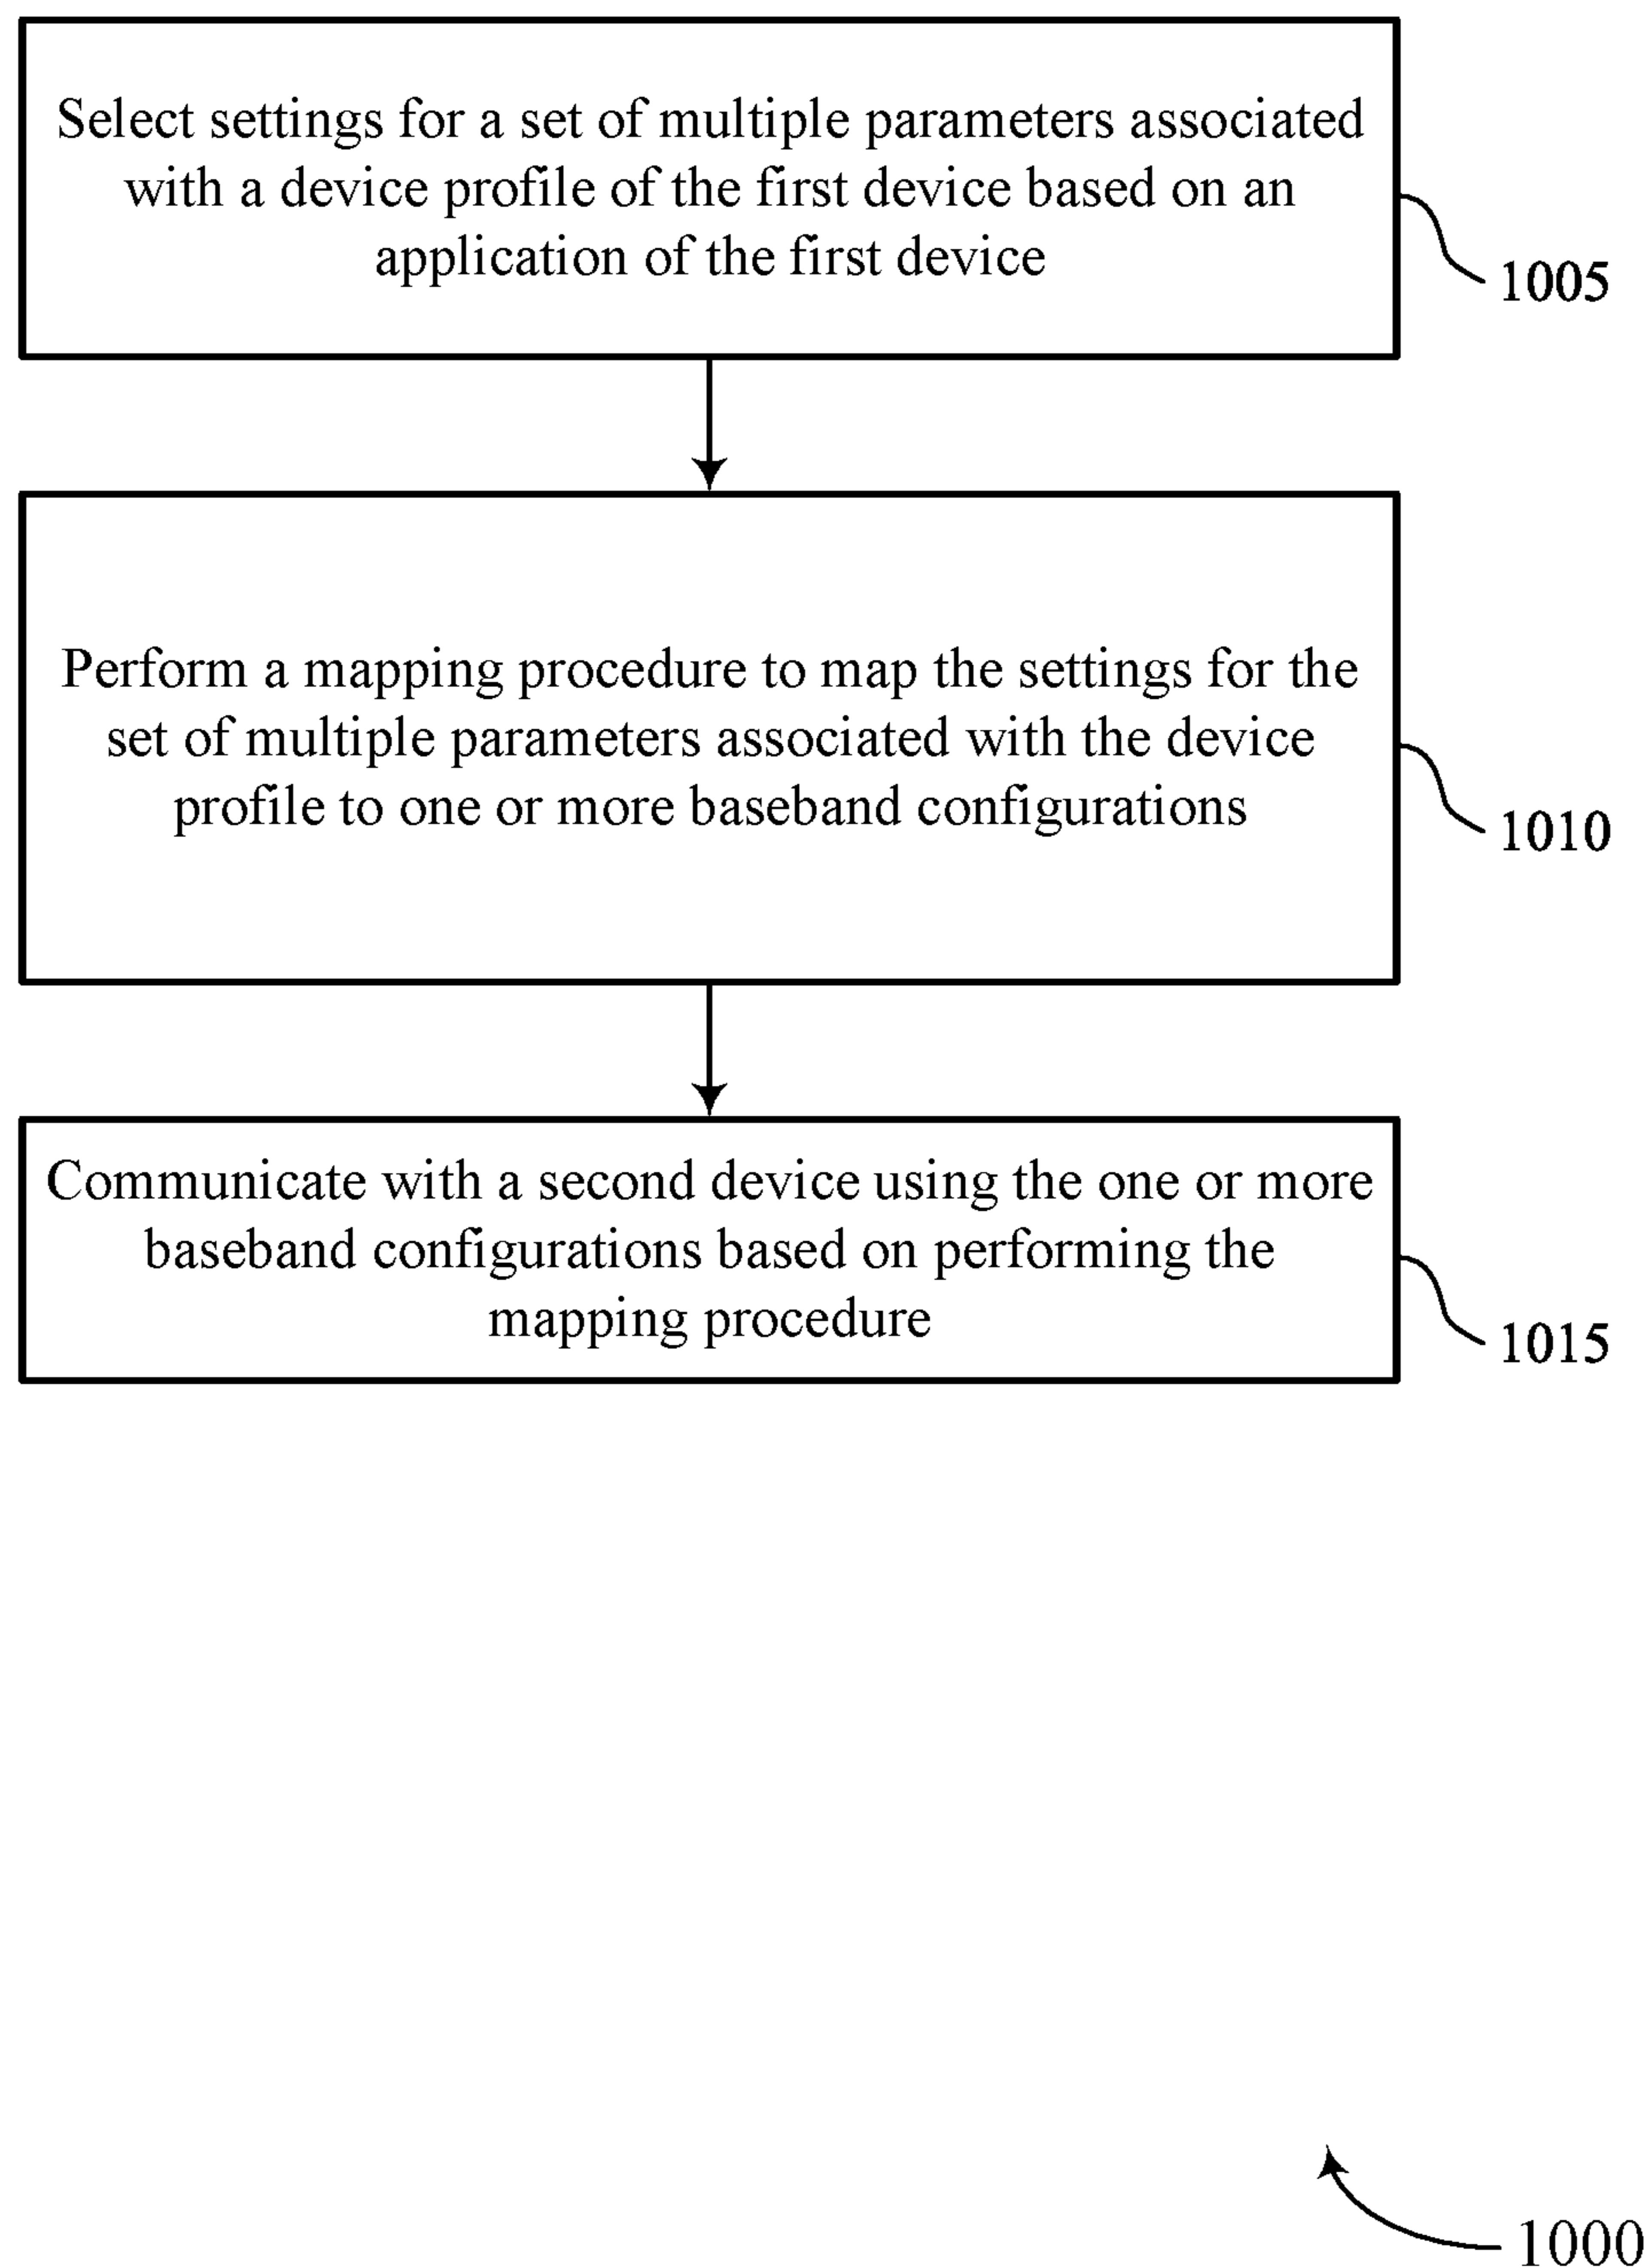 Select settings for a set of multiple parameters associated
with a device profile of the first device based on an
application of the first device
1005
Perform a mapping procedure to map the settings for the
set of multiple parameters associated with the device
profile to one or more baseband configurations
1010
Communicate with a second device using the one or more
baseband configurations based on performing the
mapping procedure
1015
1000